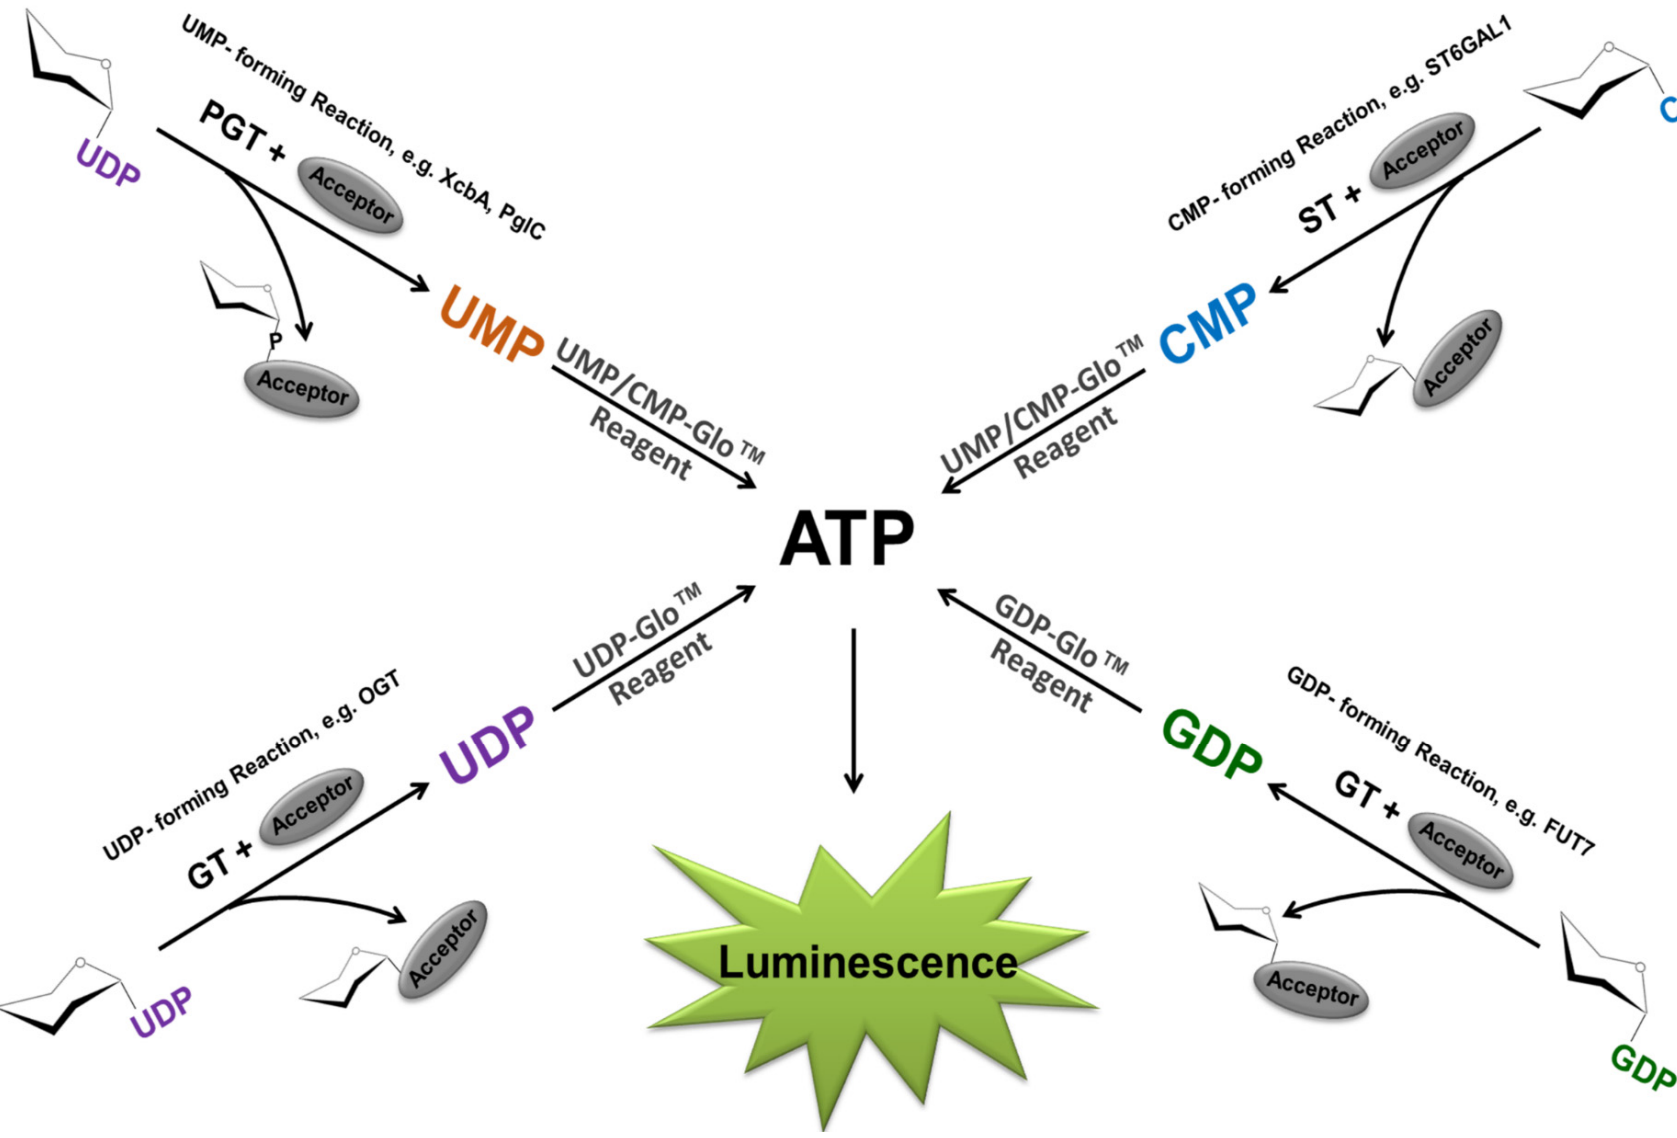 UMP- forming Reaction, e.g. XcbA, PglC
PGT +
Acceptor
UDP
P
Acceptor
UMP
UMP/CMP-Glo™
Reagent
CMP- forming Reaction, e.g. ST6GAL1
ST +
Acceptor
C
Acceptor
CMP
UMP/CMP-Glo™
Reagent
ATP
UDP-Glo™
Reagent
UDP- forming Reaction, e.g. OGT
GT +
Acceptor
UDP
Acceptor
UDP
GDP-Glo™
Reagent
GDP- forming Reaction, e.g. FUT7
GT +
Acceptor
GDP
Acceptor
GDP
Luminescence